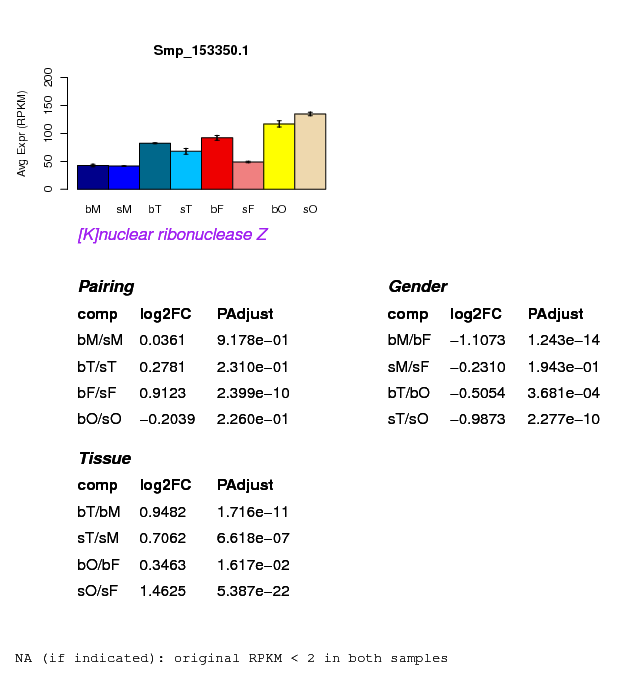 Smp_153350.1
Avg Expr (RPKM)
200
150
100
50
0
bM sM bT sT bF sF bO sO
[K]nuclear ribonuclease Z
Pairing
comp log2FC PAdjust
bM/sM 0.0361 9.178e−01
bT/sT 0.2781 2.310e−01
bF/sF 0.9123 2.399e−10
bO/sO −0.2039 2.260e−01
Gender
comp log2FC PAdjust
bM/bF −1.1073 1.243e−14
sM/sF −0.2310 1.943e−01
bT/bO −0.5054 3.681e−04
sT/sO −0.9873 2.277e−10
Tissue
comp log2FC PAdjust
bT/bM 0.9482 1.716e−11
sT/sM 0.7062 6.618e−07
bO/bF 0.3463 1.617e−02
sO/sF 1.4625 5.387e−22
NA (if indicated): original RPKM < 2 in both samples